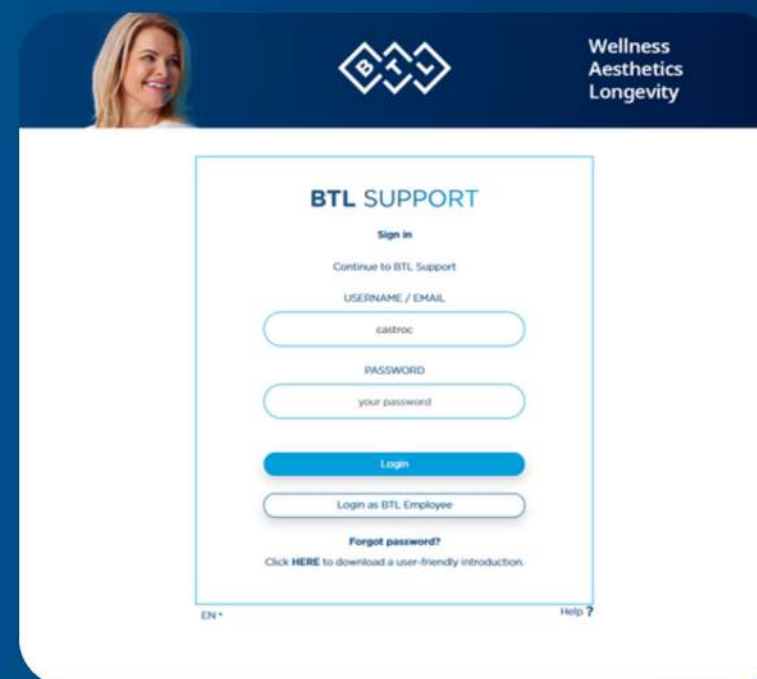 BTL
Wellness
Aesthetics
Longevity
BTL SUPPORT
Sign in
Continue to BTL Support
USERNAME / EMAIL
castroc
PASSWORD
your password
Login
Login as BTL Employee
Forgot password?
Click HERE to download a user-friendly introduction.
EN
Help ?